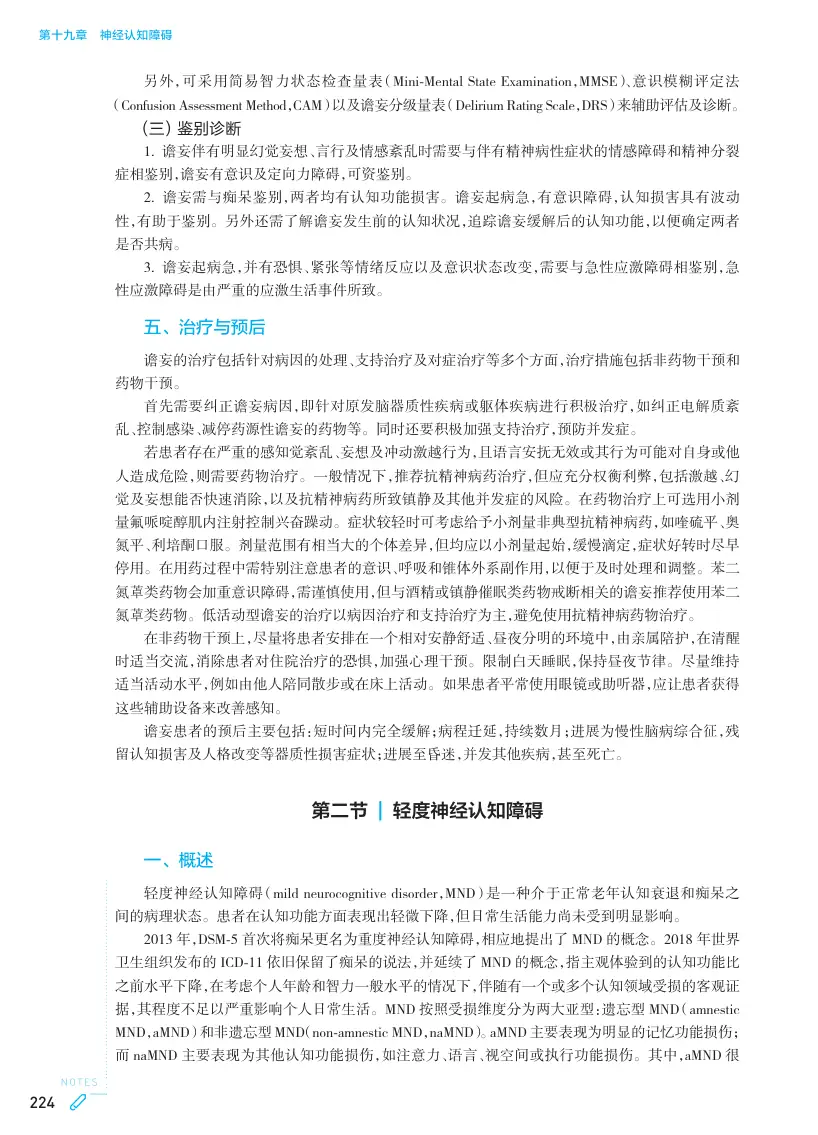 第十九章 神经认知障碍
另外,可采用简易智力状态检查量表(Mini-Mental State Examination,MMSE)、意识模糊评定法
(Confusion Assessment Method,CAM)以及谵妄分级量表(Delirium Rating Scale,DRS)来辅助评估及诊断。
(三)鉴别诊断
1. 谵妄伴有明显幻觉妄想、言行及情感紊乱时需要与伴有精神病性症状的情感障碍和精神分裂
症相鉴别,谵妄有意识及定向力障碍,可资鉴别。
2. 谵妄需与痴呆鉴别,两者均有认知功能损害。谵妄起病急,有意识障碍,认知损害具有波动
性,有助于鉴别。另外还需了解谵妄发生前的认知状况,追踪谵妄缓解后的认知功能,以便确定两者
是否共病。
3. 谵妄起病急,并有恐惧、紧张等情绪反应以及意识状态改变,需要与急性应激障碍相鉴别,急
性应激障碍是由严重的应激生活事件所致。
五、治疗与预后
谵妄的治疗包括针对病因的处理、支持治疗及对症治疗等多个方面,治疗措施包括非药物干预和
药物干预。
首先需要纠正谵妄病因,即针对原发脑器质性疾病或躯体疾病进行积极治疗,如纠正电解质紊
乱、控制感染、减停药源性谵妄的药物等。同时还要积极加强支持治疗,预防并发症。
若患者存在严重的感知觉紊乱、妄想及冲动激越行为,且语言安抚无效或其行为可能对自身或他
人造成危险,则需要药物治疗。一般情况下,推荐抗精神病药治疗,但应充分权衡利弊,包括激越、幻
觉及妄想能否快速消除,以及抗精神病药所致镇静及其他并发症的风险。在药物治疗上可选用小剂
量氟哌啶醇肌内注射控制兴奋躁动。症状较轻时可考虑给予小剂量非典型抗精神病药,如喹硫平、奥
氮平、利培酮口服。剂量范围有相当大的个体差异,但均应以小剂量起始,缓慢滴定,症状好转时尽早
停用。在用药过程中需特别注意患者的意识、呼吸和锥体外系副作用,以便于及时处理和调整。苯二
氮䓬类药物会加重意识障碍,需谨慎使用,但与酒精或镇静催眠类药物戒断相关的谵妄推荐使用苯二
氮䓬类药物。低活动型谵妄的治疗以病因治疗和支持治疗为主,避免使用抗精神病药物治疗。
在非药物干预上,尽量将患者安排在一个相对安静舒适、昼夜分明的环境中,由亲属陪护,在清醒
时适当交流,消除患者对住院治疗的恐惧,加强心理干预。限制白天睡眠,保持昼夜节律。尽量维持
适当活动水平,例如由他人陪同散步或在床上活动。如果患者平常使用眼镜或助听器,应让患者获得
这些辅助设备来改善感知。
谵妄患者的预后主要包括:短时间内完全缓解;病程迁延,持续数月;进展为慢性脑病综合征,残
留认知损害及人格改变等器质性损害症状;进展至昏迷,并发其他疾病,甚至死亡。
第二节 | 轻度神经认知障碍
一、概述
轻度神经认知障碍(mild neurocognitive disorder,MND)是一种介于正常老年认知衰退和痴呆之
间的病理状态。患者在认知功能方面表现出轻微下降,但日常生活能力尚未受到明显影响。
2013 年,DSM-5 首次将痴呆更名为重度神经认知障碍,相应地提出了 MND 的概念。2018 年世界
卫生组织发布的 ICD-11 依旧保留了痴呆的说法,并延续了 MND 的概念,指主观体验到的认知功能比
之前水平下降,在考虑个人年龄和智力一般水平的情况下,伴随有一个或多个认知领域受损的客观证
据,其程度不足以严重影响个人日常生活。MND 按照受损维度分为两大亚型:遗忘型 MND(amnestic
MND,aMND)和非遗忘型 MND(non-amnestic MND,naMND)。aMND 主要表现为明显的记忆功能损伤;
而 naMND 主要表现为其他认知功能损伤,如注意力、语言、视空间或执行功能损伤。其中,aMND 很
NOTES
224